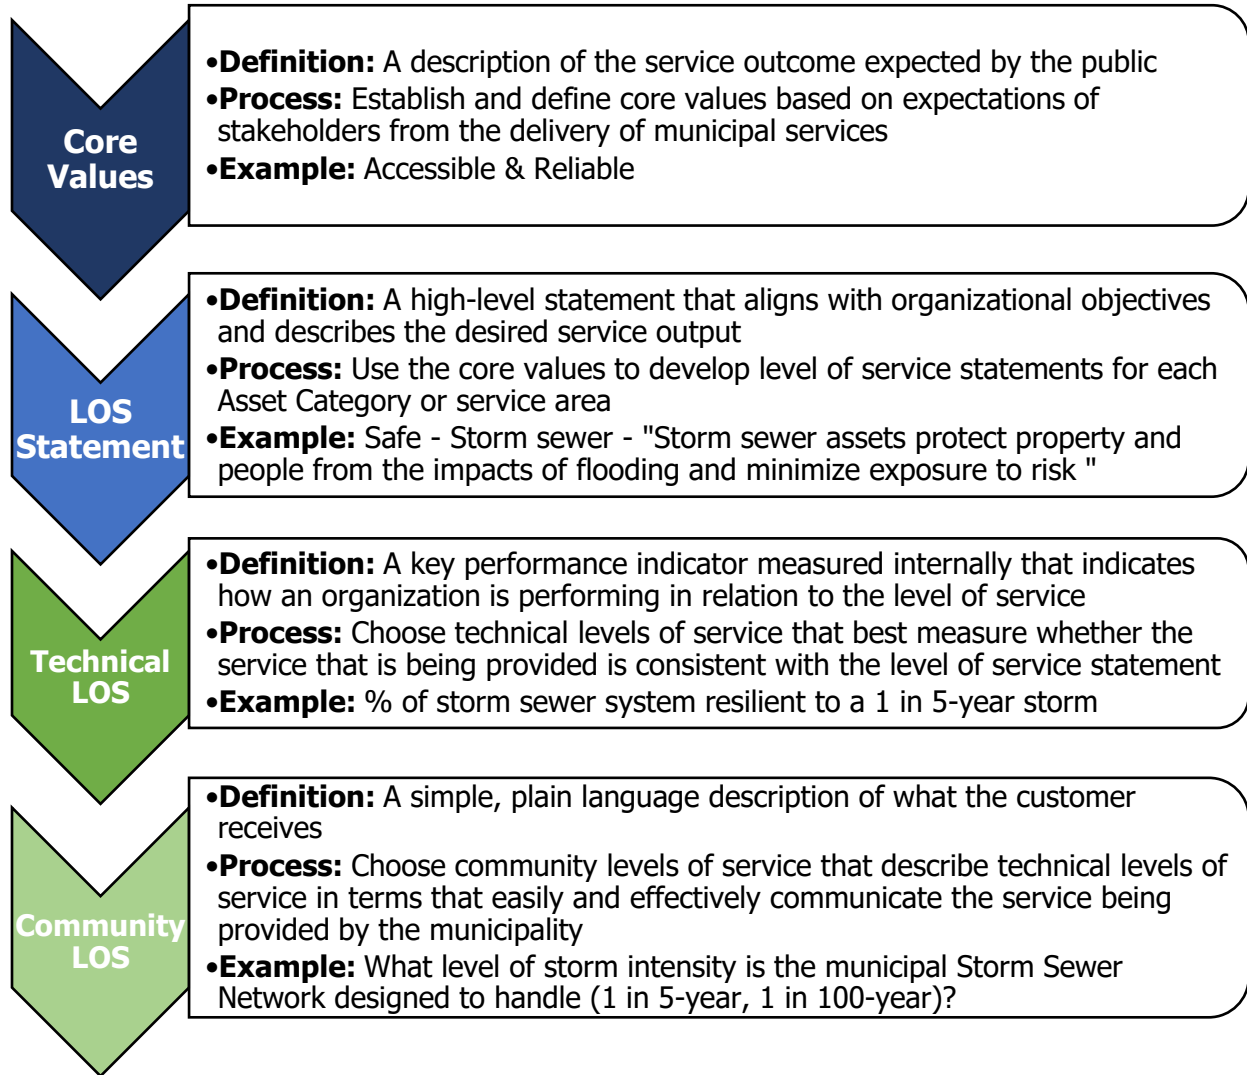 Core
Values
•Definition: A description of the service outcome expected by the public
•Process: Establish and define core values based on expectations of
stakeholders from the delivery of municipal services
•Example: Accessible & Reliable
LOS
Statement
•Definition: A high-level statement that aligns with organizational objectives
and describes the desired service output
•Process: Use the core values to develop level of service statements for each
Asset Category or service area
•Example: Safe - Storm sewer - "Storm sewer assets protect property and
people from the impacts of flooding and minimize exposure to risk "
Technical
LOS
•Definition: A key performance indicator measured internally that indicates
how an organization is performing in relation to the level of service
•Process: Choose technical levels of service that best measure whether the
service that is being provided is consistent with the level of service statement
•Example: % of storm sewer system resilient to a 1 in 5-year storm
Community
LOS
•Definition: A simple, plain language description of what the customer
receives
•Process: Choose community levels of service that describe technical levels of
service in terms that easily and effectively communicate the service being
provided by the municipality
•Example: What level of storm intensity is the municipal Storm Sewer
Network designed to handle (1 in 5-year, 1 in 100-year)?